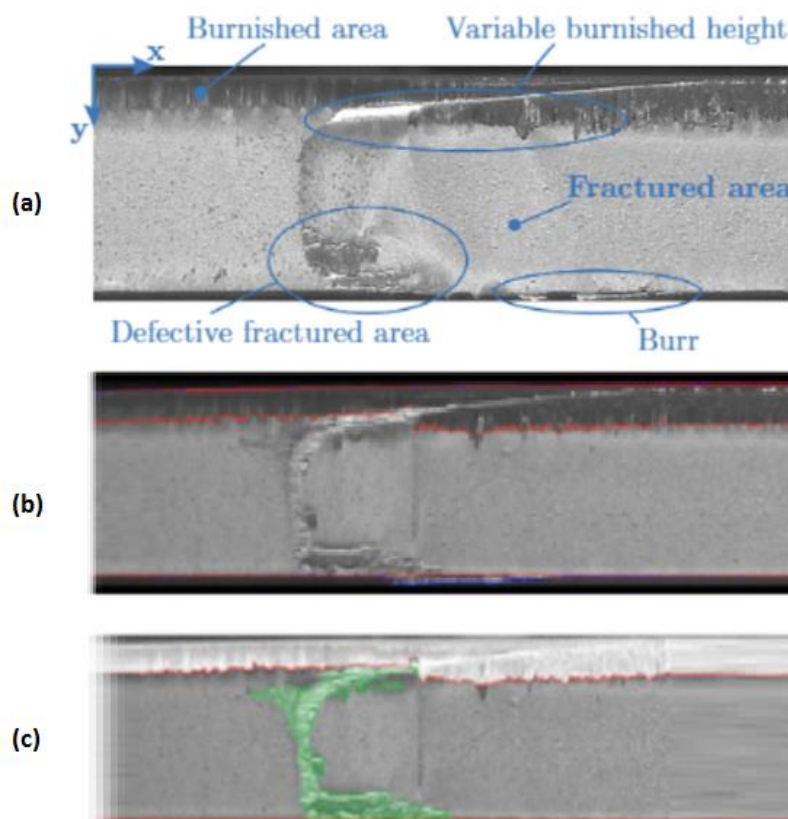 Burnished area
Variable burnished height
x
y
(a)
Fractured area
Defective fractured area
Burr
(b)
(c)